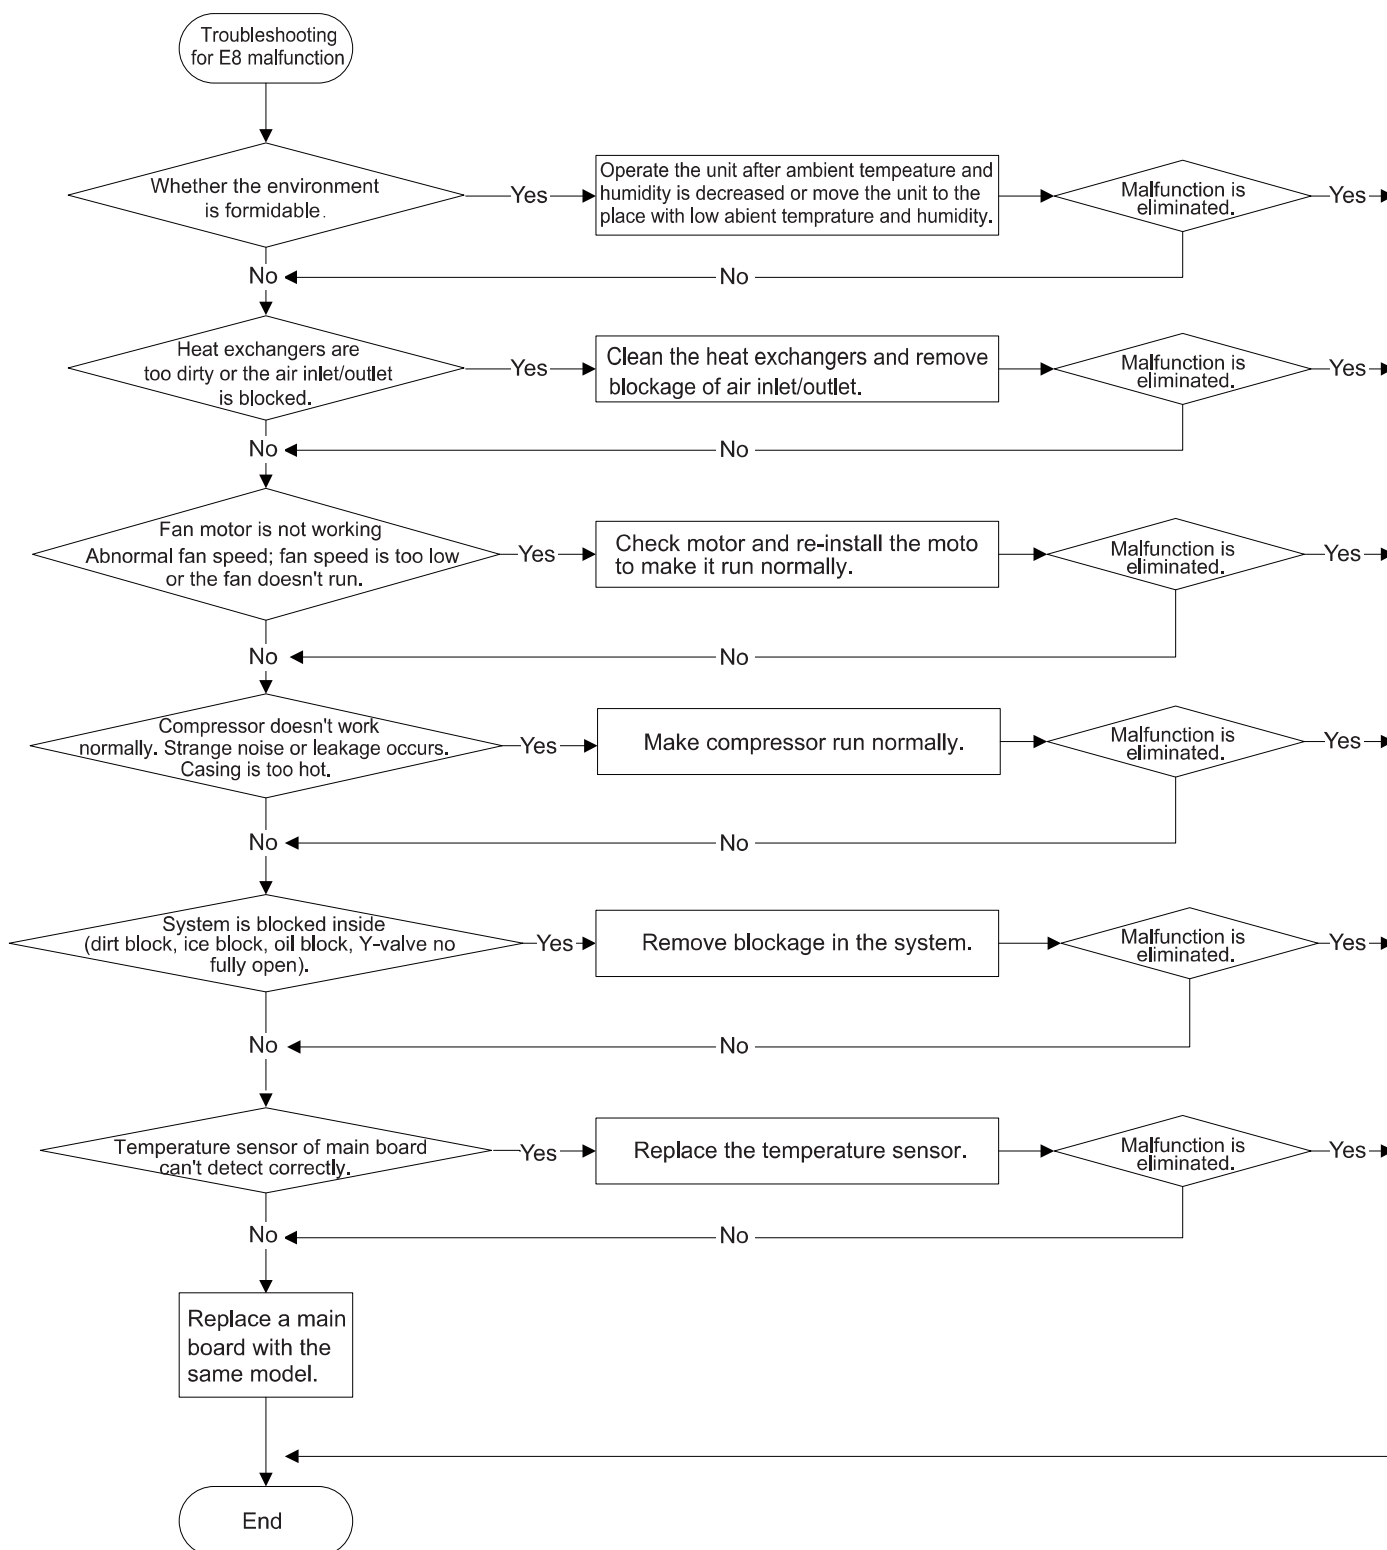 Troubleshooting
for E8 malfunction
Whether the environment
is formidable.
Yes
Operate the unit after ambient tempeature and
humidity is decreased or move the unit to the
place with low abient temprature and humidity.
Malfunction is
eliminated.
Yes
No
No
Heat exchangers are
too dirty or the air inlet/outlet
is blocked.
Yes
Clean the heat exchangers and remove
blockage of air inlet/outlet.
Malfunction is
eliminated.
Yes
No
No
Fan motor is not working
Abnormal fan speed; fan speed is too low
or the fan doesn't run.
Yes
Check motor and re-install the moto
to make it run normally.
Malfunction is
eliminated.
Yes
No
No
Compressor doesn't work
normally. Strange noise or leakage occurs.
Casing is too hot.
Yes
Make compressor run normally.
Malfunction is
eliminated.
Yes
No
No
System is blocked inside
(dirt block, ice block, oil block, Y-valve no
fully open).
Yes
Remove blockage in the system.
Malfunction is
eliminated.
Yes
No
No
Temperature sensor of main board
can't detect correctly.
Yes
Replace the temperature sensor.
Malfunction is
eliminated.
Yes
No
No
Replace a main
board with the
same model.
End